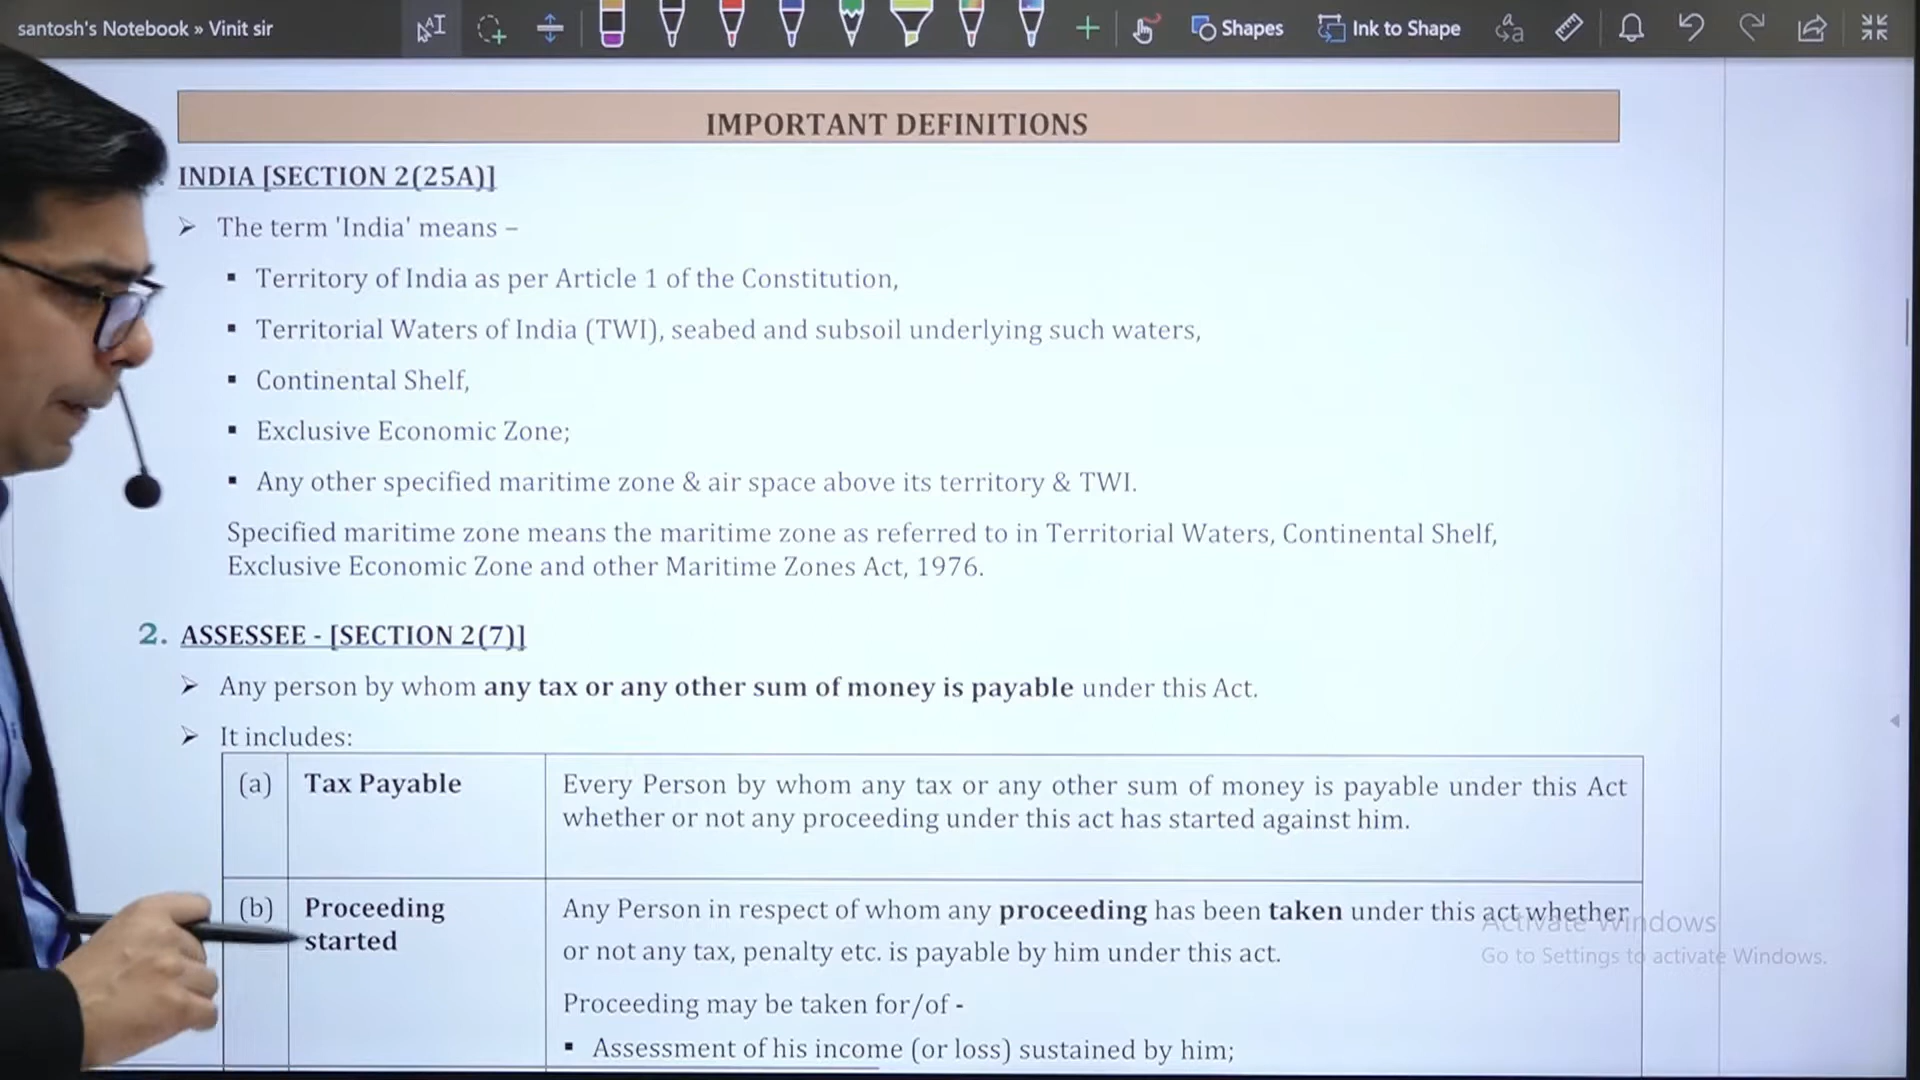 santosh's Notebook » Vinit sir
Shapes
Ink to Shape
IMPORTANT DEFINITIONS
INDIA [SECTION 2(25A)]
➢ The term 'India' means –
▪ Territory of India as per Article 1 of the Constitution,
▪ Territorial Waters of India (TWI), seabed and subsoil underlying such waters,
▪ Continental Shelf,
▪ Exclusive Economic Zone;
▪ Any other specified maritime zone & air space above its territory & TWI.
Specified maritime zone means the maritime zone as referred to in Territorial Waters, Continental Shelf,
Exclusive Economic Zone and other Maritime Zones Act, 1976.
2. ASSESSEE - [SECTION 2(7)]
➢ Any person by whom any tax or any other sum of money is payable under this Act.
➢ It includes:
(a) Tax Payable Every Person by whom any tax or any other sum of money is payable under this Act
whether or not any proceeding under this act has started against him.
(b) Proceeding Any Person in respect of whom any proceeding has been taken under this act whether
started or not any tax, penalty etc. is payable by him under this act.
Proceeding may be taken for/of -
▪ Assessment of his income (or loss) sustained by him;
Activate Windows
Go to Settings to activate Windows.